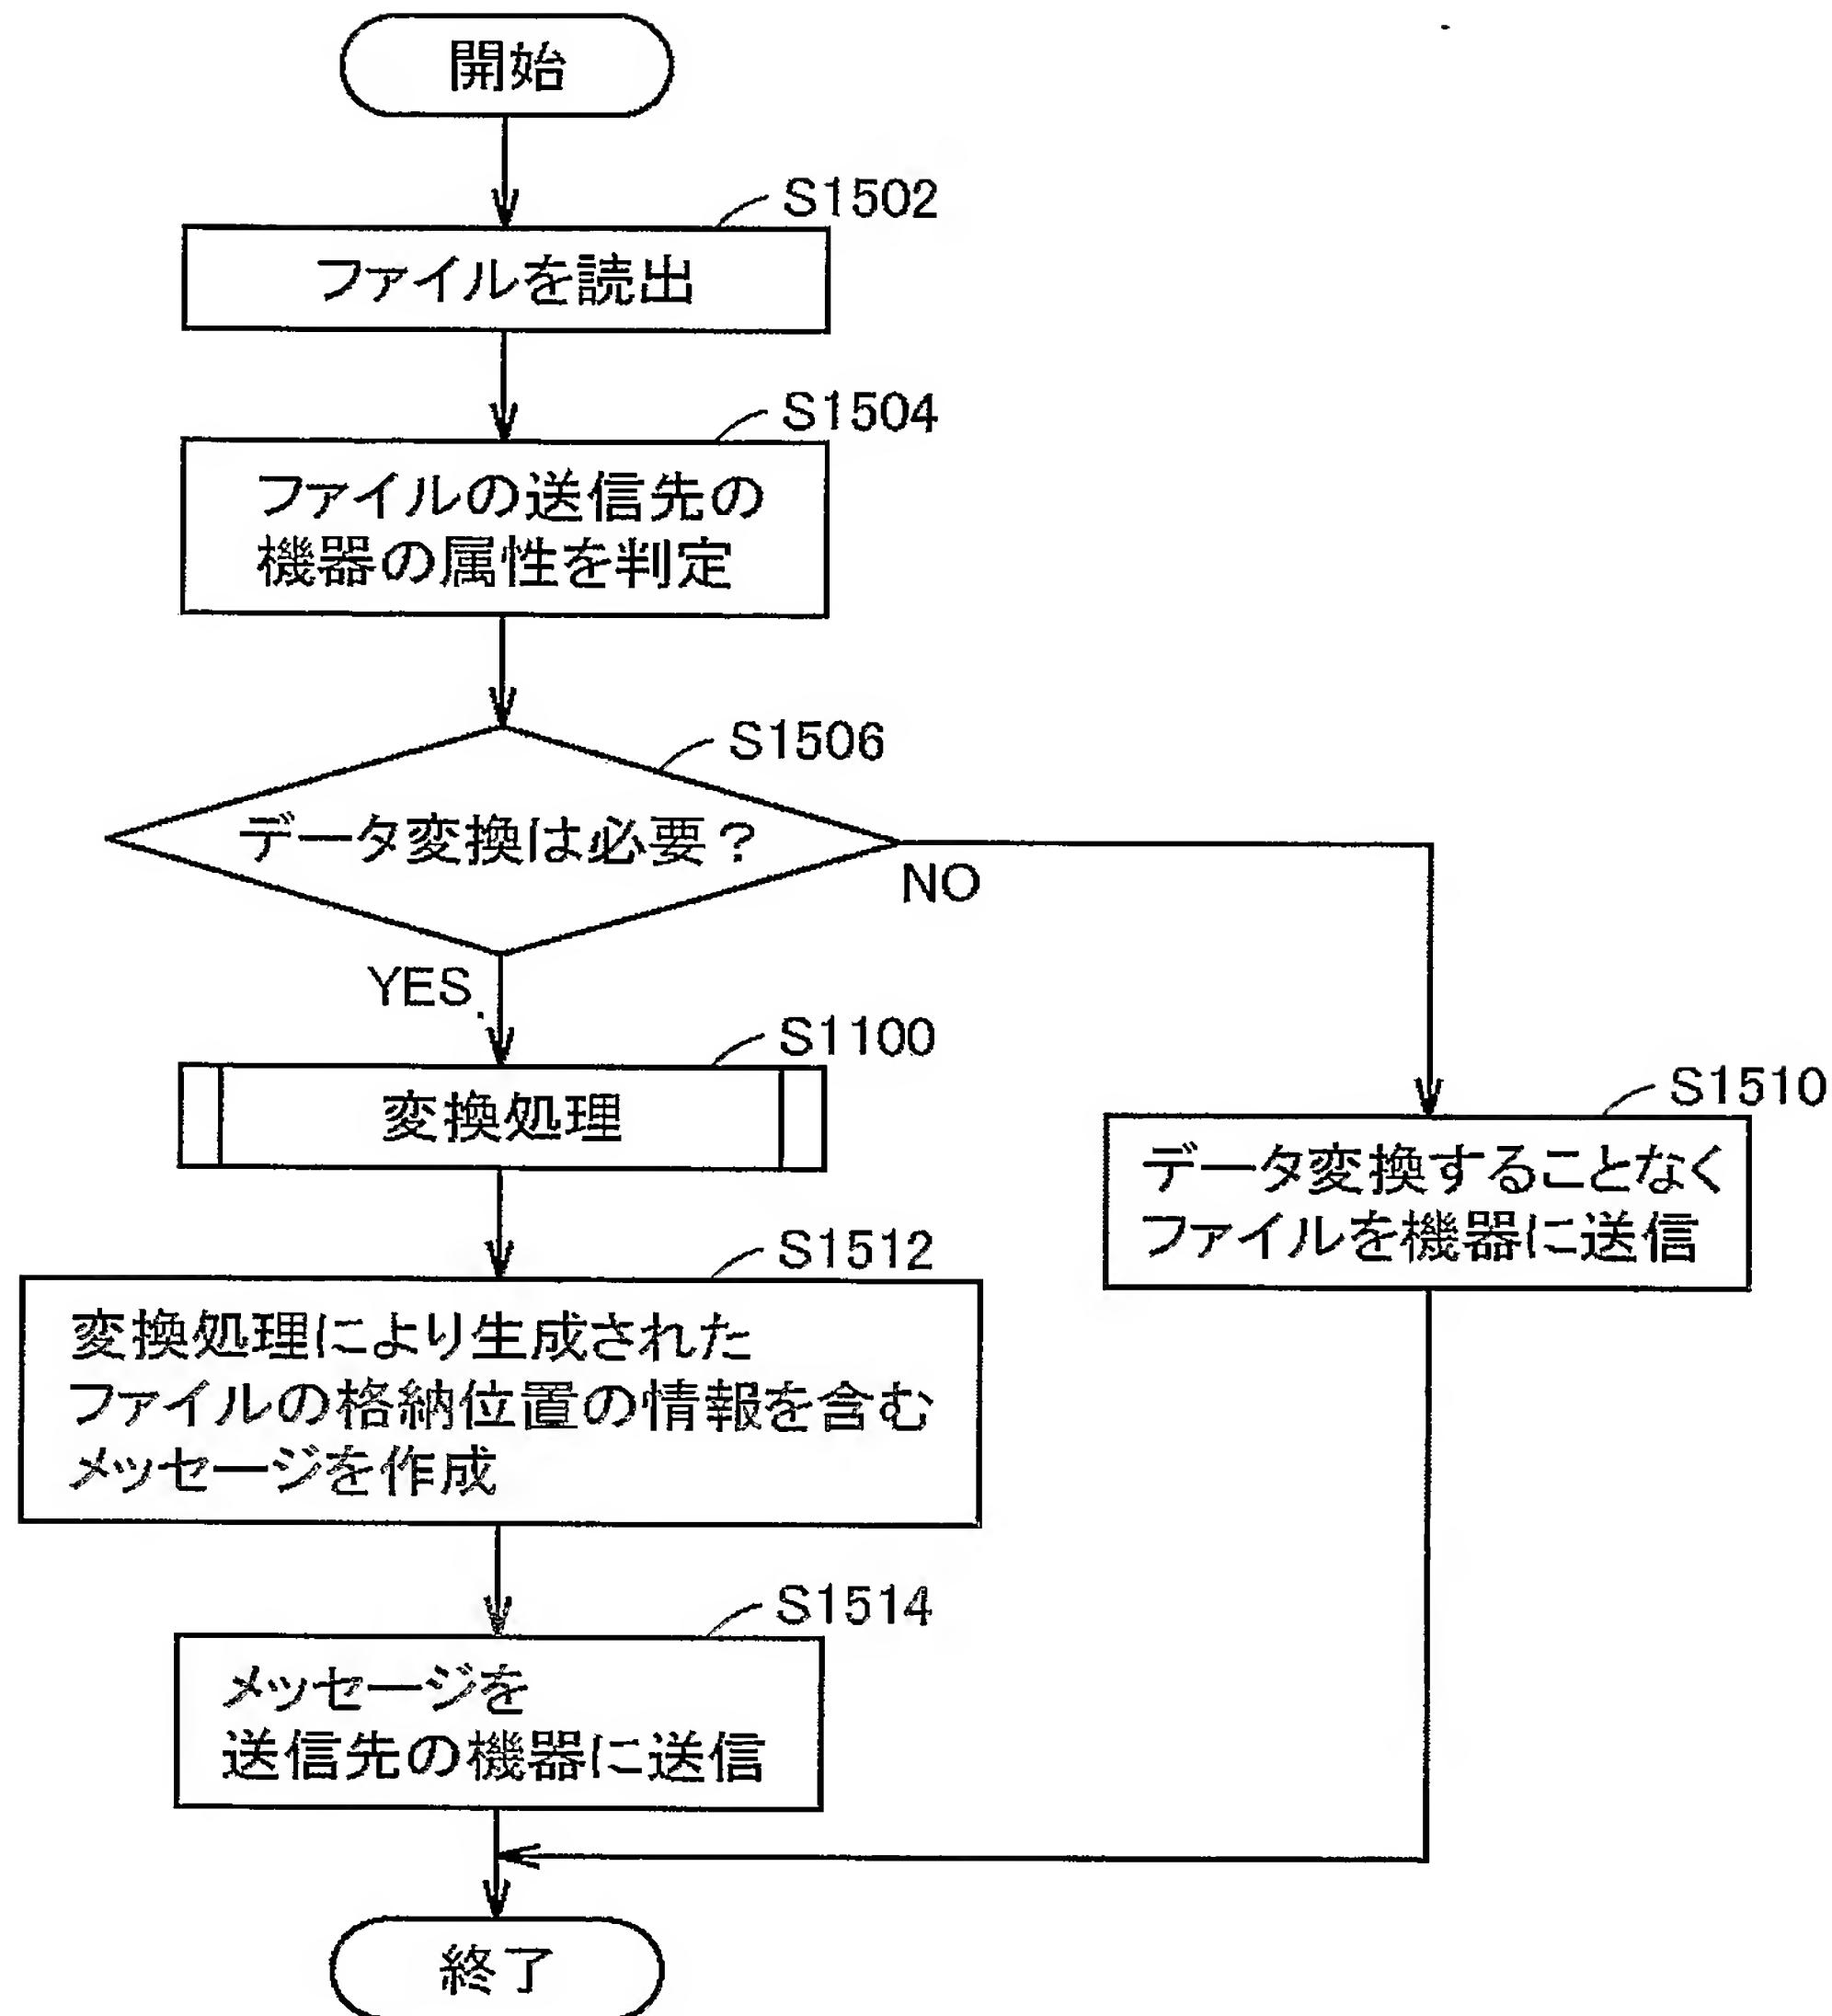 開始
S1502
ファイルを読出
S1504
ファイルの送信先の
機器の属性を判定
S1506
データ変換は必要？
NO
YES
S1100
変換処理
S1510
データ変換することなく
ファイルを機器に送信
S1512
変換処理により生成された
ファイルの格納位置の情報を含む
メッセージを作成
S1514
メッセージを
送信先の機器に送信
終了